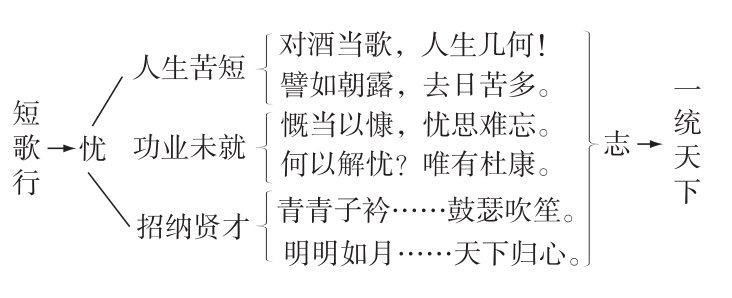 短歌行
忧
人生苦短
对酒当歌，人生几何！
譬如朝露，去日苦多。
功业未就
慨当以慷，忧思难忘。
何以解忧？唯有杜康。
招纳贤才
青青子衿……鼓瑟吹笙。
明明如月……天下归心。
志
一统天下